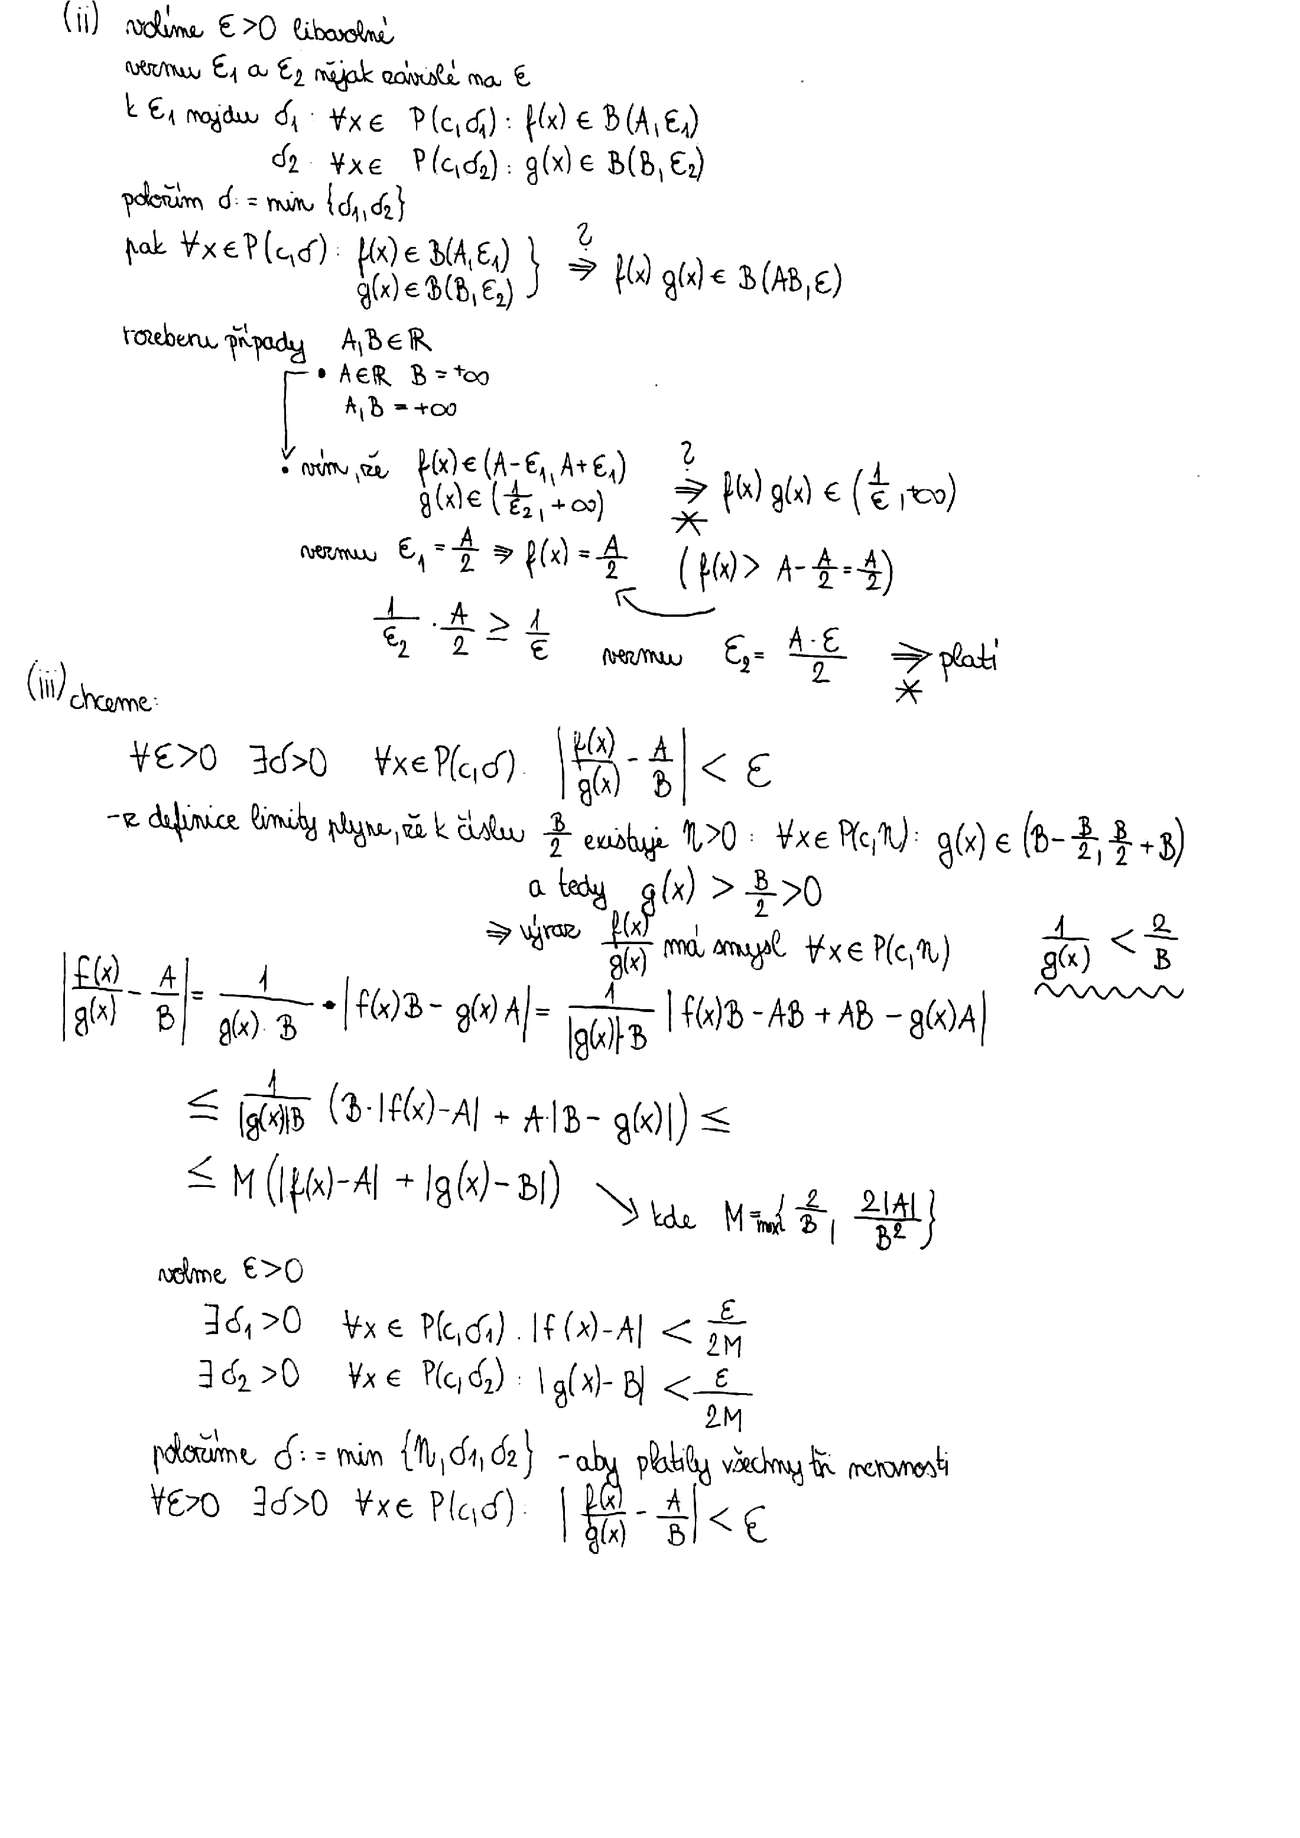 (ii) volíme ε>0 libovolné
vezmu ε₁ a ε₂ nějak závislé na ε
k ε₁ najdu δ₁ : ∀x∈ P(c,δ₁) : f(x) ∈ B(A,ε₁)
δ₂ : ∀x∈ P(c,δ₂) : g(x) ∈ B(B,ε₂)
položím δ := min {δ₁,δ₂}
pak ∀x∈P(c,δ) : f(x) ∈ B(A,ε₁) } ?⇒ f(x) g(x) ∈ B(AB,ε)
g(x) ∈ B(B,ε₂)
rozeberu případy A,B∈ℝ
• A∈ℝ B = +∞
A,B = +∞
• vím, že f(x) ∈ (A-ε₁, A+ε₁) ?⇒* f(x) g(x) ∈ (1/ε, +∞)
g(x) ∈ (1/ε₂, +∞)
vezmu ε₁ = A/2 ⇒ f(x) = A/2 (f(x) > A - A/2 = A/2)
1/ε₂ · A/2 ≥ 1/ε vezmu ε₂ = A·ε/2 ⇒* platí
(iii) chceme:
∀ε>0 ∃δ>0 ∀x∈P(c,δ). |f(x)/g(x) - A/B| < ε
-z definice limity plyne, že k číslu B/2 existuje η>0 : ∀x∈P(c,η) : g(x) ∈ (B - B/2, B/2 + B)
a tedy g(x) > B/2 > 0
⇒ výraz f(x)/g(x) má smysl ∀x∈P(c,η) 1/g(x) < 2/B
|f(x)/g(x) - A/B| = 1/(g(x)·B) • |f(x)B - g(x)A| = 1/(|g(x)|·B) |f(x)B - AB + AB - g(x)A|
≤ 1/(|g(x)|B) (B·|f(x)-A| + A·|B - g(x)|) ≤
≤ M (|f(x)-A| + |g(x)-B|) ↘ kde M = max{2/B, 2|A|/B²}
volme ε>0
∃δ₁>0 ∀x∈ P(c,δ₁). |f(x)-A| < ε/2M
∃δ₂>0 ∀x∈ P(c,δ₂) : |g(x)-B| < ε/2M
položíme δ := min {η,δ₁,δ₂} -aby platily všechny tři nerovnosti
∀ε>0 ∃δ>0 ∀x∈ P(c,δ) : |f(x)/g(x) - A/B| < ε